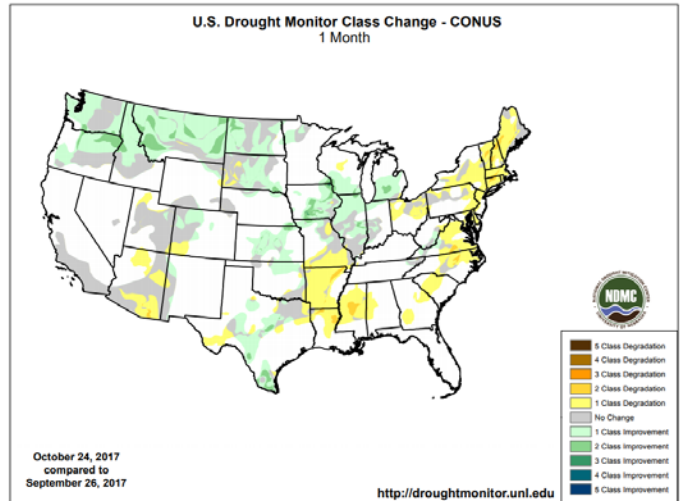 U.S. Drought Monitor Class Change - CONUS
1 Month
NDMC
5 Class Degradation
4 Class Degradation
3 Class Degradation
2 Class Degradation
1 Class Degradation
No Change
1 Class Improvement
2 Class Improvement
3 Class Improvement
4 Class Improvement
5 Class Improvement
October 24, 2017
compared to
September 26, 2017
http://droughtmonitor.unl.edu